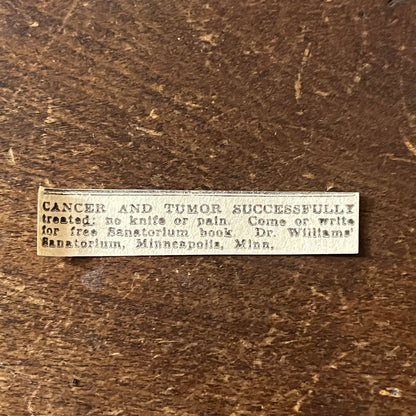 CANCER AND TUMOR SUCCESSFULLY
treated; no knife or pain. Come or write
for free Sanatorium book. Dr. Williams'
Sanatorium, Minneapolis, Minn.